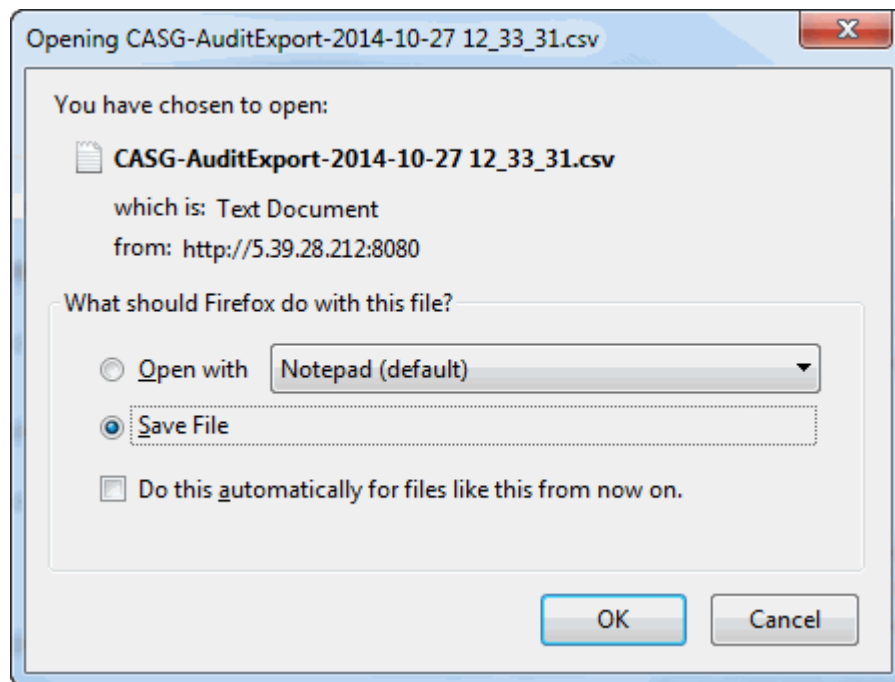 Opening CASG-AuditExport-2014-10-27 12_33_31.csv
You have chosen to open:
CASG-AuditExport-2014-10-27 12_33_31.csv
which is: Text Document
from: http://5.39.28.212:8080
What should Firefox do with this file?
Open with Notepad (default)
Save File
Do this automatically for files like this from now on.
OK Cancel